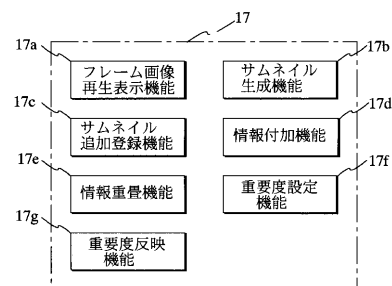 17
17a
フレーム画像
再生表示機能
17b
サムネイル
生成機能
17c
サムネイル
追加登録機能
17d
情報付加機能
17e
情報重畳機能
17f
重要度設定
機能
17g
重要度反映
機能